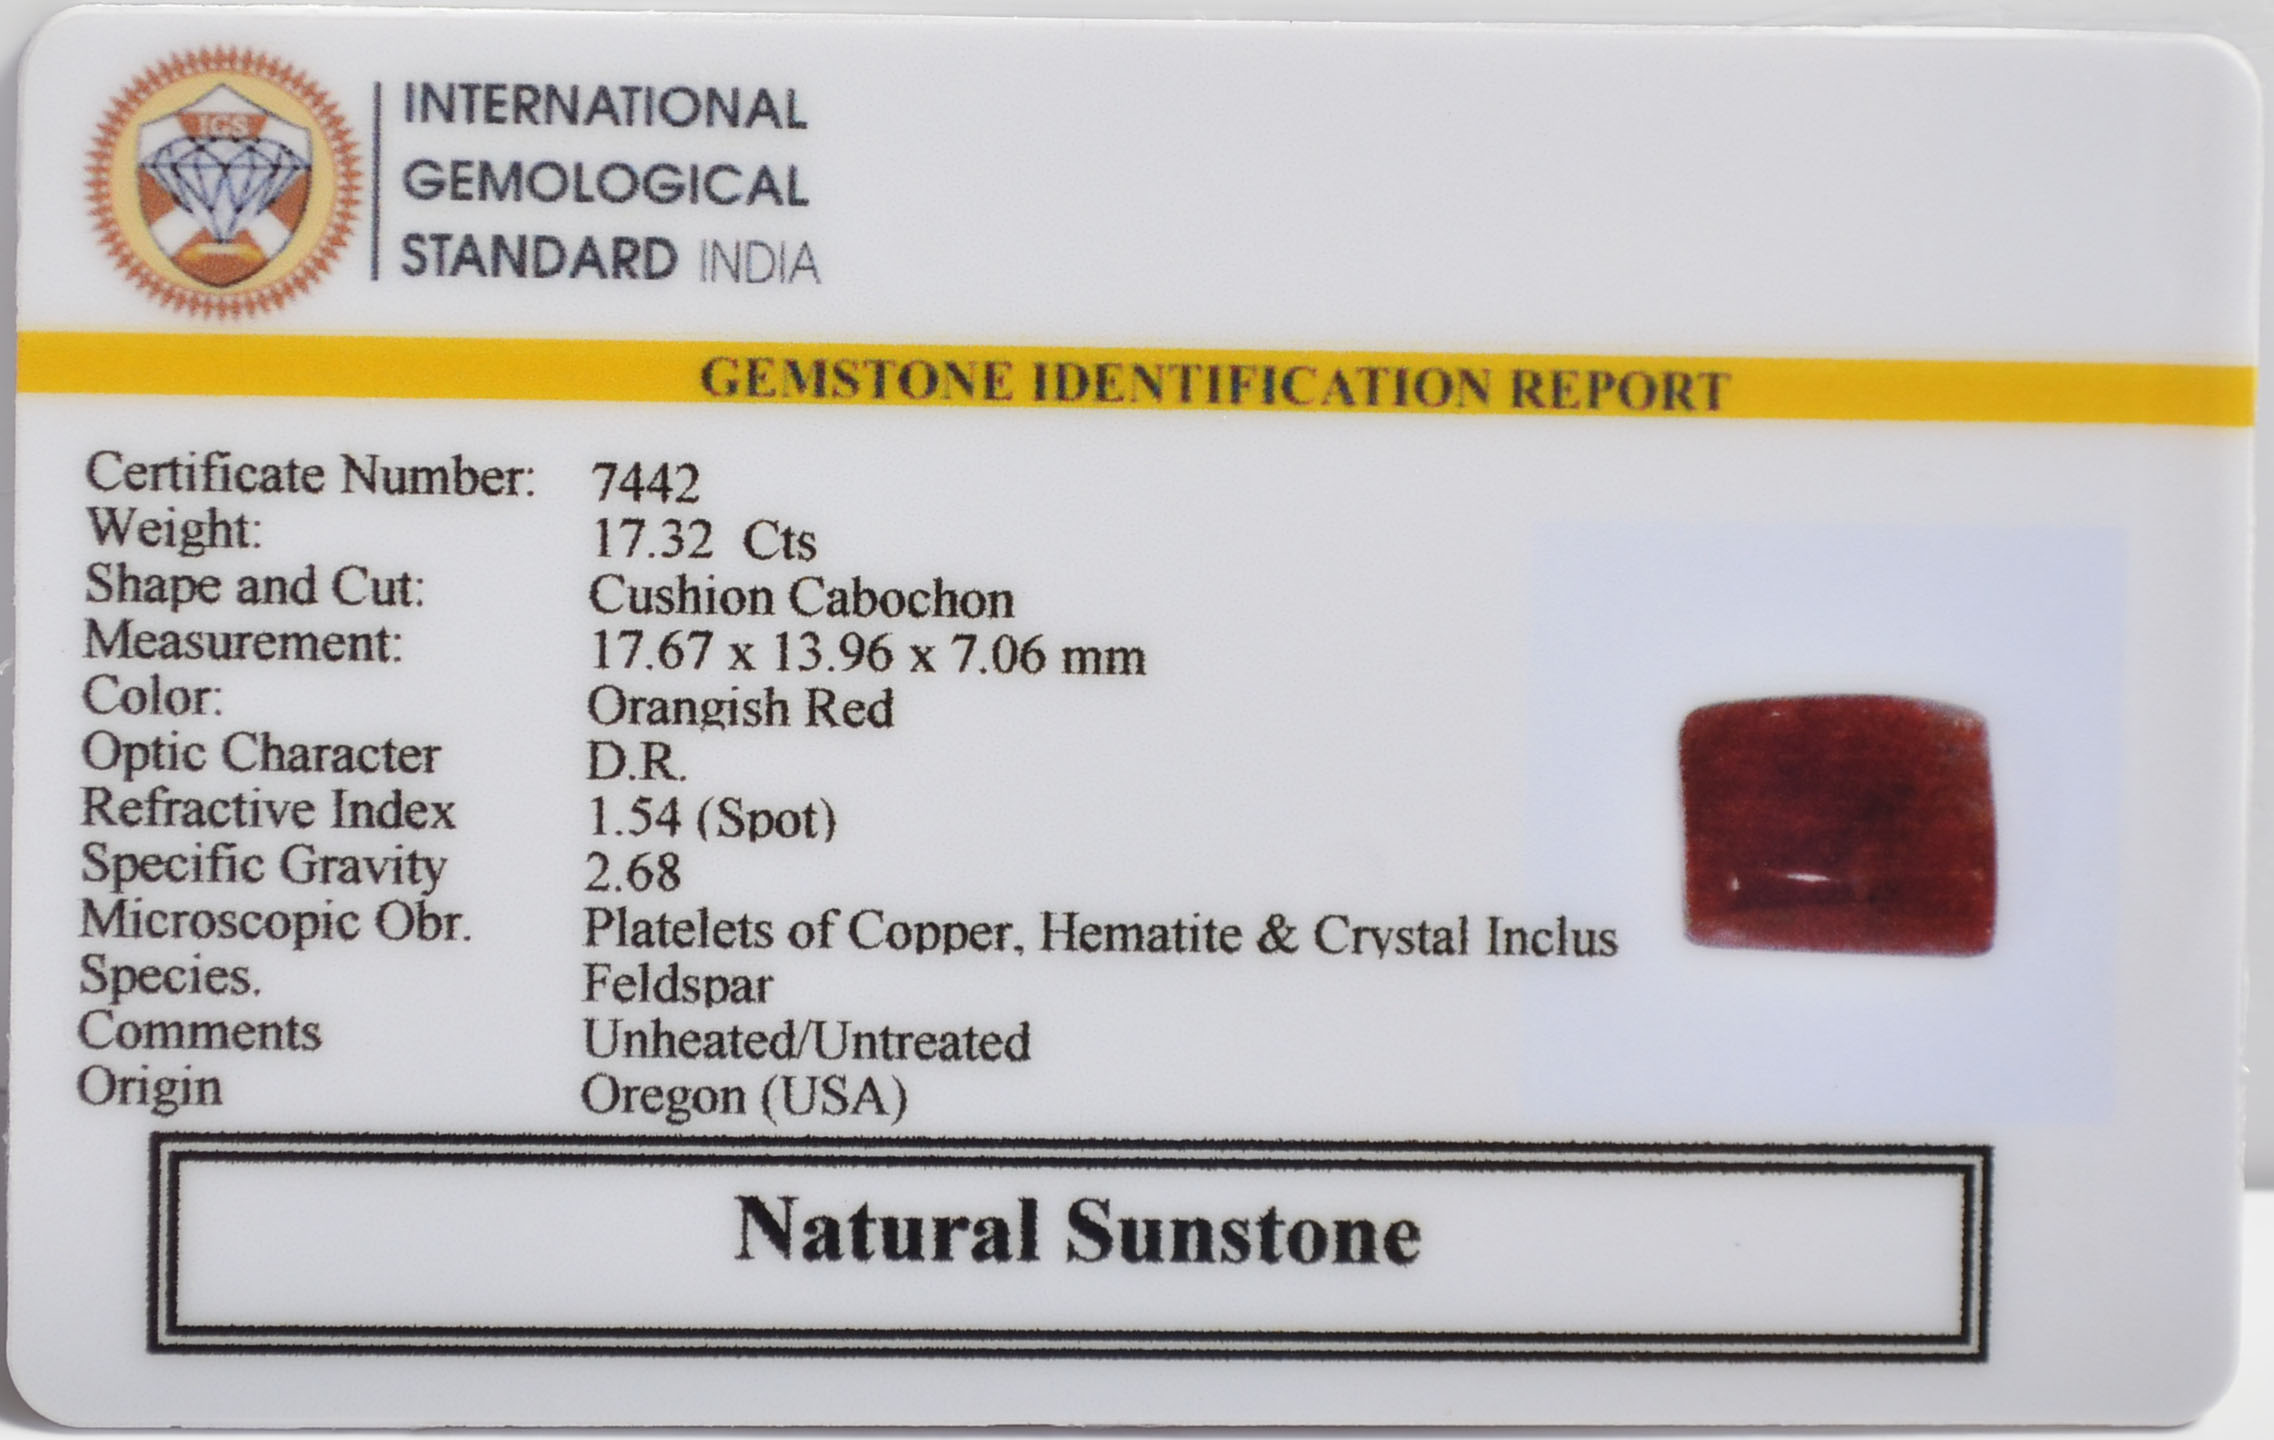 IGS
INTERNATIONAL
GEMOLOGICAL
STANDARD INDIA
GEMSTONE IDENTIFICATION REPORT
Certificate Number: 7442
Weight: 17.32 Cts
Shape and Cut: Cushion Cabochon
Measurement: 17.67 x 13.96 x 7.06 mm
Color: Orangish Red
Optic Character D.R.
Refractive Index 1.54 (Spot)
Specific Gravity 2.68
Microscopic Obr. Platelets of Copper, Hematite & Crystal Inclus
Species. Feldspar
Comments Unheated/Untreated
Origin Oregon (USA)
Natural Sunstone